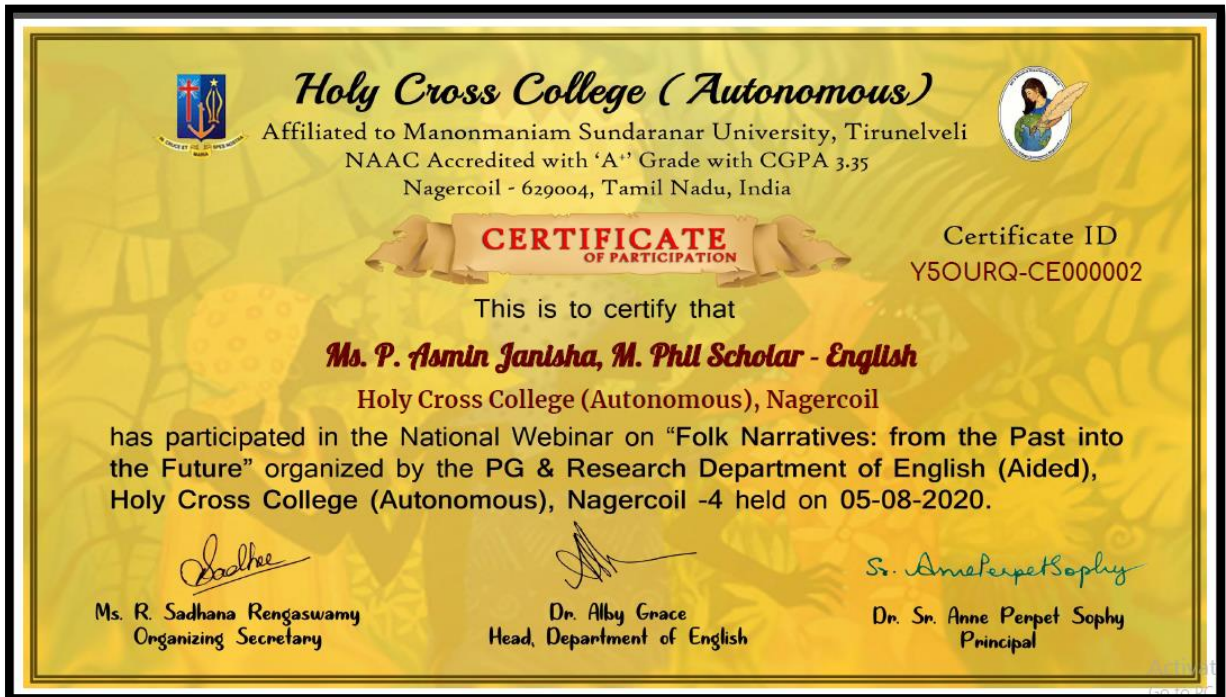 Holy Cross College (Autonomous)
Affiliated to Manonmaniam Sundaranar University, Tirunelveli
NAAC Accredited with ‘A+’ Grade with CGPA 3.35
Nagercoil - 629004, Tamil Nadu, India
CERTIFICATE
OF PARTICIPATION
Certificate ID
Y5OURQ-CE000002
This is to certify that
Ms. P. Asmin Janisha, M. Phil Scholar - English
Holy Cross College (Autonomous), Nagercoil
has participated in the National Webinar on “Folk Narratives: from the Past into
the Future” organized by the PG & Research Department of English (Aided),
Holy Cross College (Autonomous), Nagercoil -4 held on 05-08-2020.
Sadhee
Sr. AnnePerpetSophy
Ms. R. Sadhana Rengaswamy
Organizing Secretary
Dr. Alby Grace
Head, Department of English
Dr. Sr. Anne Perpet Sophy
Principal
Activat